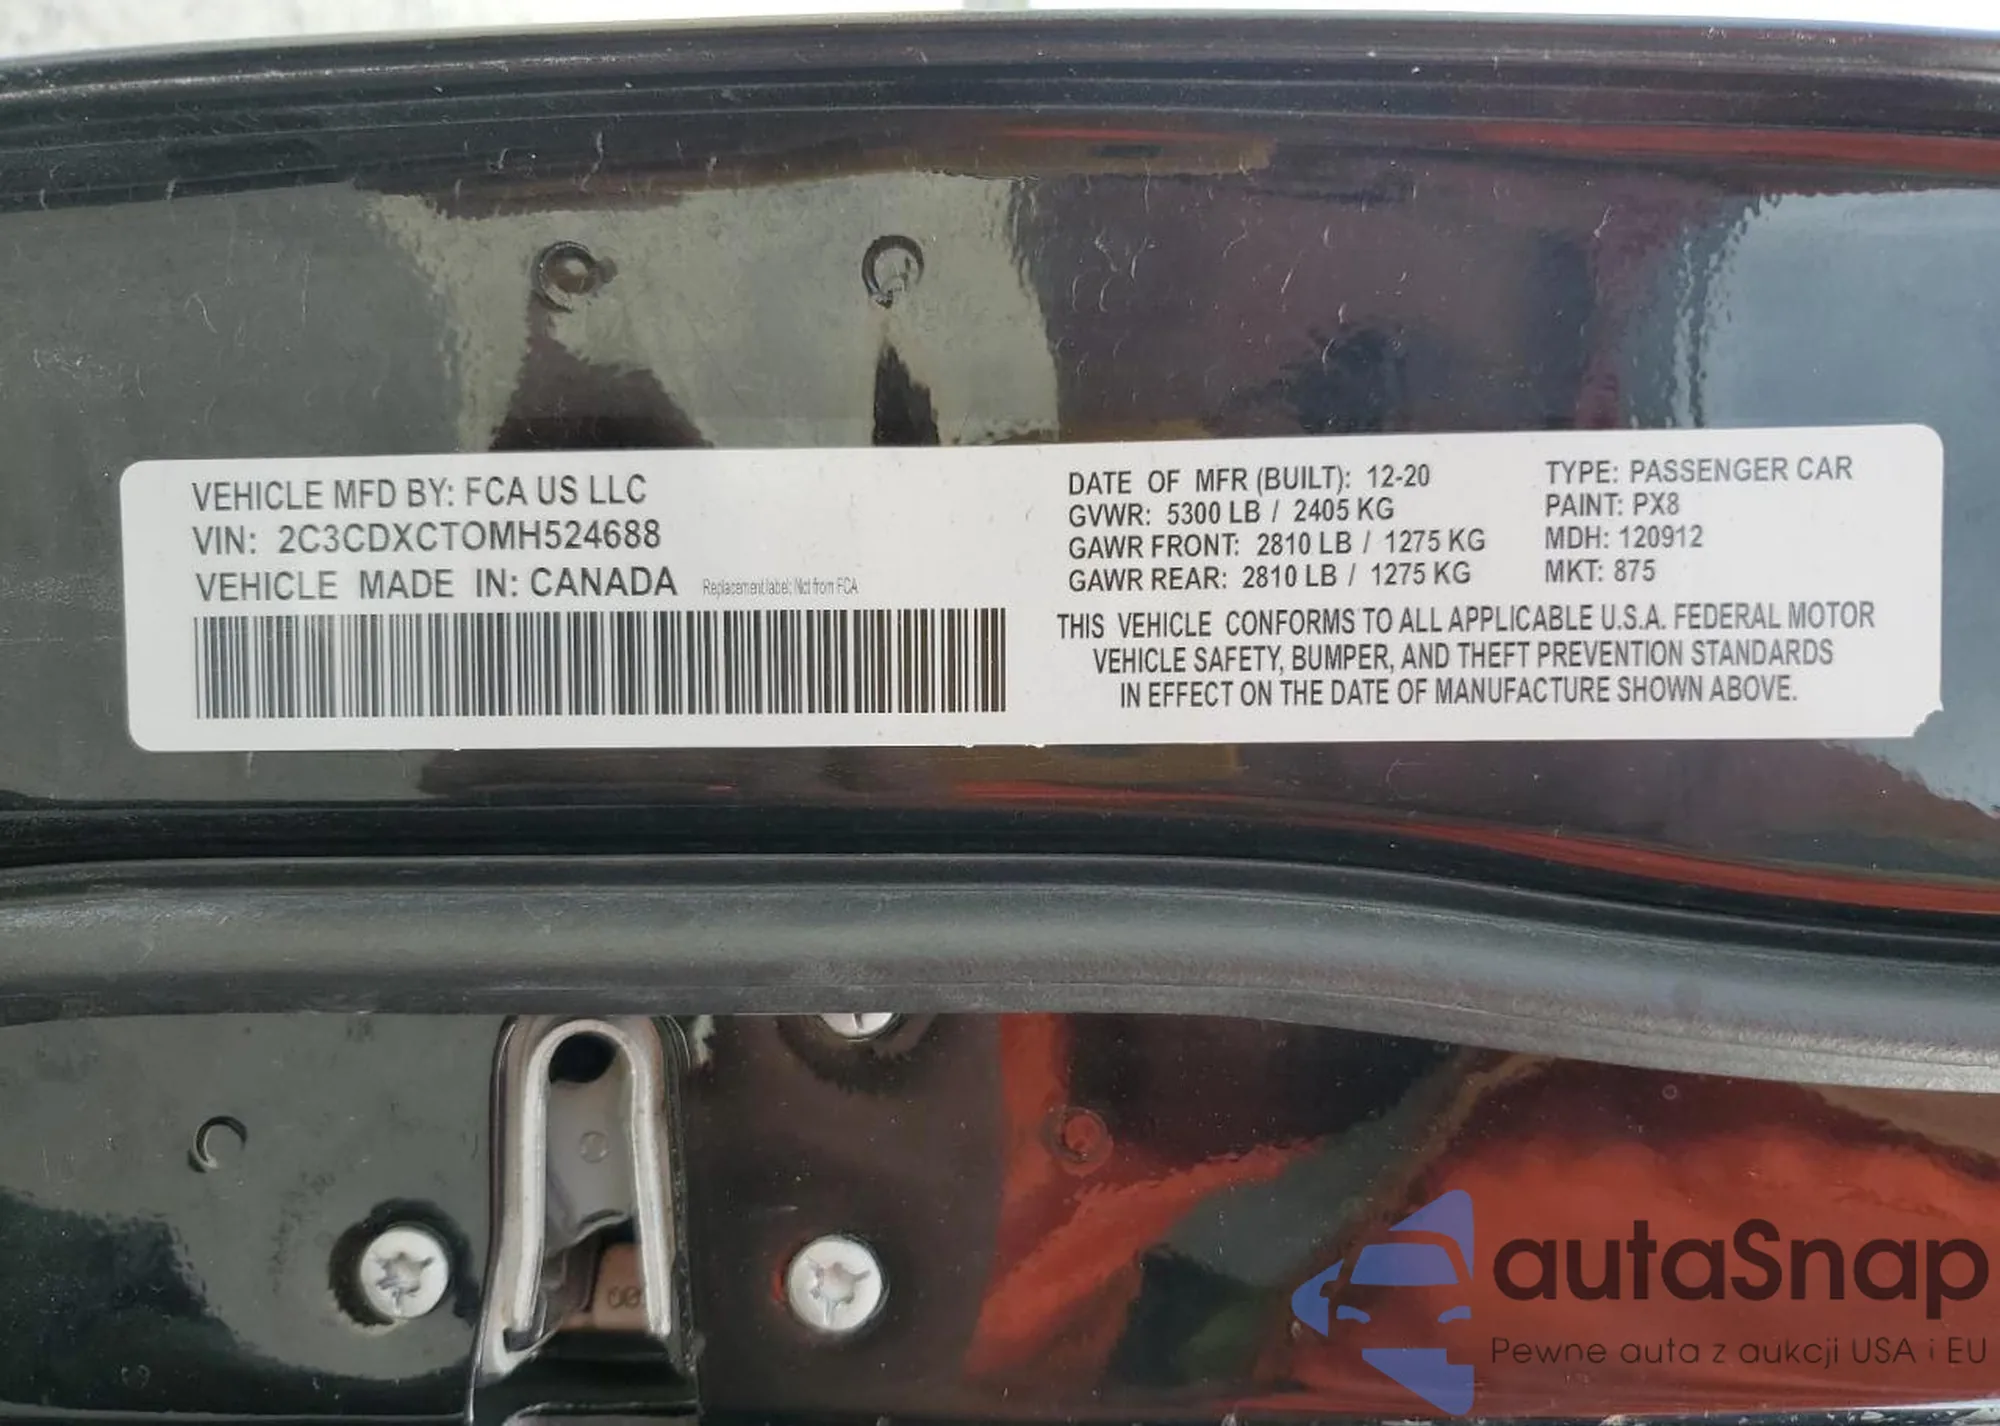 VEHICLE MFD BY: FCA US LLC
VIN: 2C3CDXCTOMH524688
VEHICLE MADE IN: CANADA
Replacement label; Not from FCA
DATE OF MFR (BUILT): 12-20
GVWR: 5300 LB / 2405 KG
GAWR FRONT: 2810 LB / 1275 KG
GAWR REAR: 2810 LB / 1275 KG
TYPE: PASSENGER CAR
PAINT: PX8
MDH: 120912
MKT: 875
THIS VEHICLE CONFORMS TO ALL APPLICABLE U.S.A. FEDERAL MOTOR
VEHICLE SAFETY, BUMPER, AND THEFT PREVENTION STANDARDS
IN EFFECT ON THE DATE OF MANUFACTURE SHOWN ABOVE.
autaSnap
Pewne auta z aukcji USA i EU